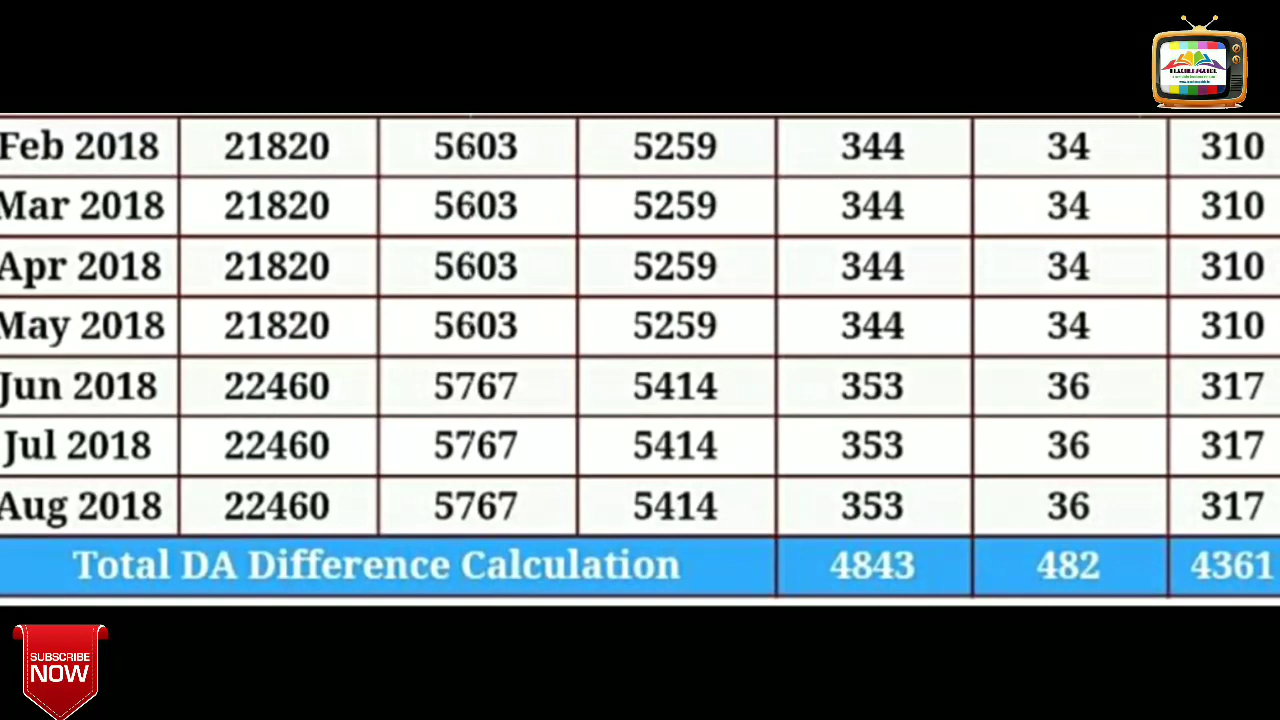 Feb 2018 21820 5603 5259 344 34 310
Mar 2018 21820 5603 5259 344 34 310
Apr 2018 21820 5603 5259 344 34 310
May 2018 21820 5603 5259 344 34 310
Jun 2018 22460 5767 5414 353 36 317
Jul 2018 22460 5767 5414 353 36 317
Aug 2018 22460 5767 5414 353 36 317
Total DA Difference Calculation 4843 482 4361
SUBSCRIBE
NOW